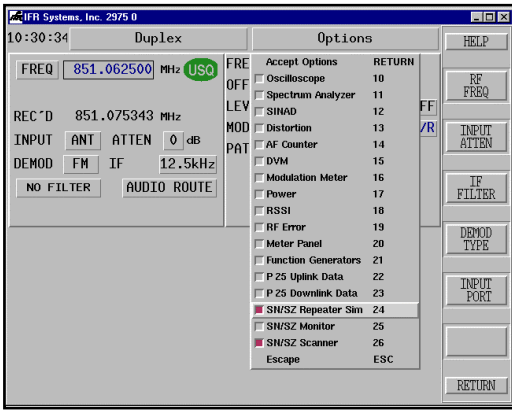 IFR Systems, Inc. 2975 0
10:30:34 Duplex Options
FREQ 851.062500 MHz USQ
REC'D 851.075343 MHz
INPUT ANT ATTEN 0 dB
DEMOD FM IF 12.5kHz
NO FILTER AUDIO ROUTE
FRE
OFF
LEV FF
MOD /R
PAT
Accept Options RETURN
Oscilloscope 10
Spectrum Analyzer 11
SINAD 12
Distortion 13
AF Counter 14
DVM 15
Modulation Meter 16
Power 17
RSSI 18
RF Error 19
Meter Panel 20
Function Generators 21
P 25 Uplink Data 22
P 25 Downlink Data 23
SN/SZ Repeater Sim 24
SN/SZ Monitor 25
SN/SZ Scanner 26
Escape ESC
HELP
RF
FREQ
INPUT
ATTEN
IF
FILTER
DEMOD
TYPE
INPUT
PORT
RETURN